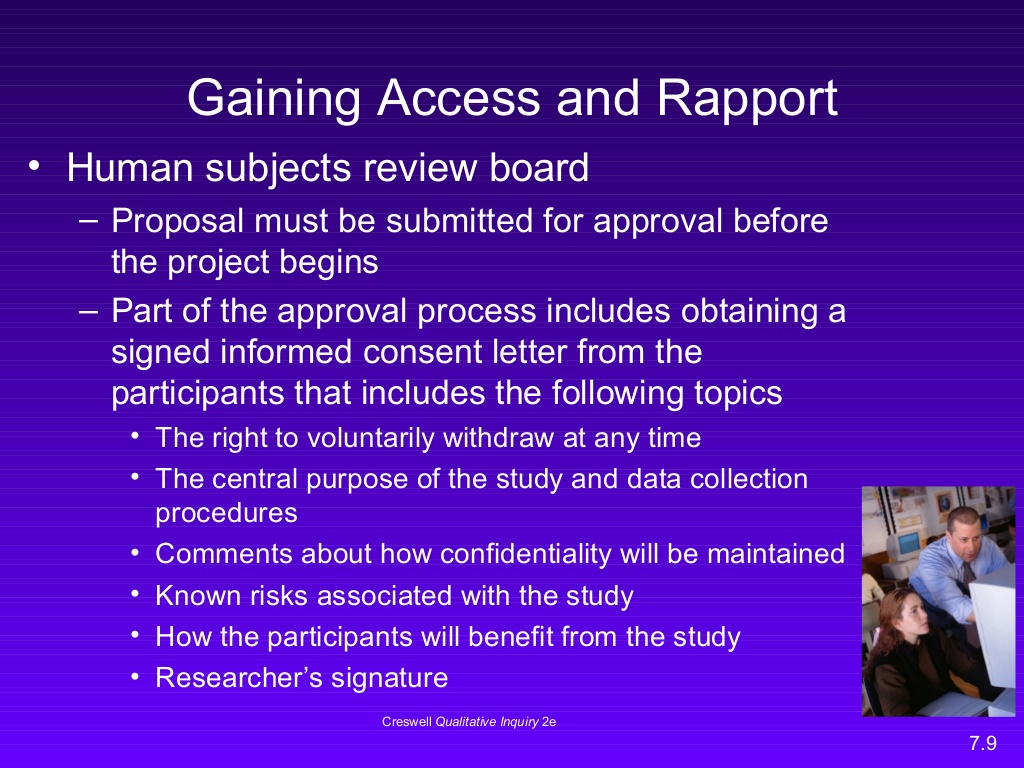 Gaining Access and Rapport
• Human subjects review board
– Proposal must be submitted for approval before
the project begins
– Part of the approval process includes obtaining a
signed informed consent letter from the
participants that includes the following topics
• The right to voluntarily withdraw at any time
• The central purpose of the study and data collection
procedures
• Comments about how confidentiality will be maintained
• Known risks associated with the study
• How the participants will benefit from the study
• Researcher’s signature
Creswell Qualitative Inquiry 2e
7.9